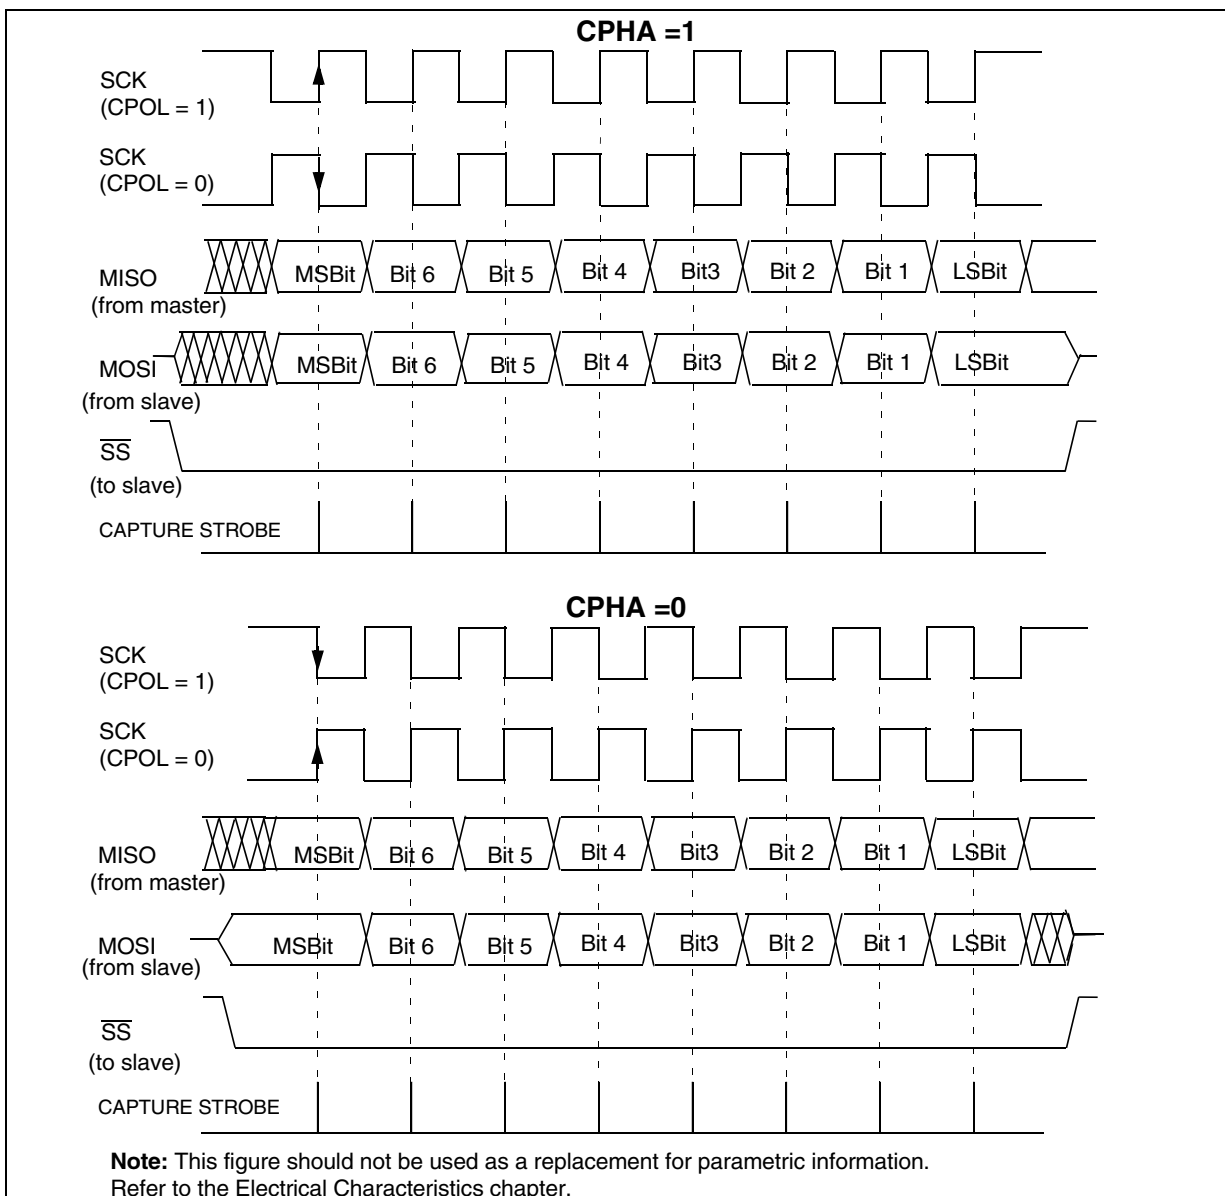 CPHA =1
SCK
(CPOL = 1)
SCK
(CPOL = 0)
MISO
(from master)
MSBit Bit 6 Bit 5 Bit 4 Bit3 Bit 2 Bit 1 LSBit
MOSI
(from slave)
MSBit Bit 6 Bit 5 Bit 4 Bit3 Bit 2 Bit 1 LSBit
SS
(to slave)
CAPTURE STROBE
CPHA =0
SCK
(CPOL = 1)
SCK
(CPOL = 0)
MISO
(from master)
MSBit Bit 6 Bit 5 Bit 4 Bit3 Bit 2 Bit 1 LSBit
MOSI
(from slave)
MSBit Bit 6 Bit 5 Bit 4 Bit3 Bit 2 Bit 1 LSBit
SS
(to slave)
CAPTURE STROBE
Note: This figure should not be used as a replacement for parametric information.
Refer to the Electrical Characteristics chapter.